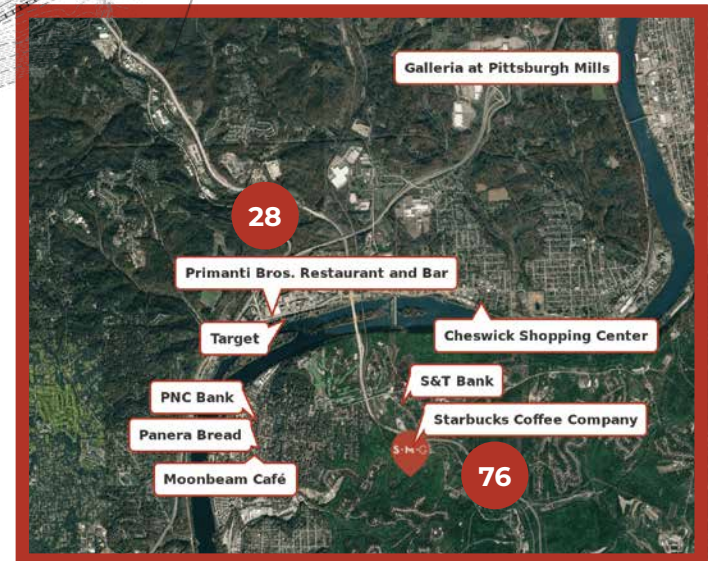 Galleria at Pittsburgh Mills
28
Primanti Bros. Restaurant and Bar
Target
Cheswick Shopping Center
S&T Bank
PNC Bank
Starbucks Coffee Company
Panera Bread
S·M·G
76
Moonbeam Café